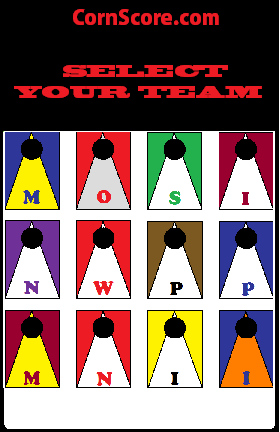 CornScore.com
SELECT
YOUR TEAM
M O S I
N W P P
M N I I